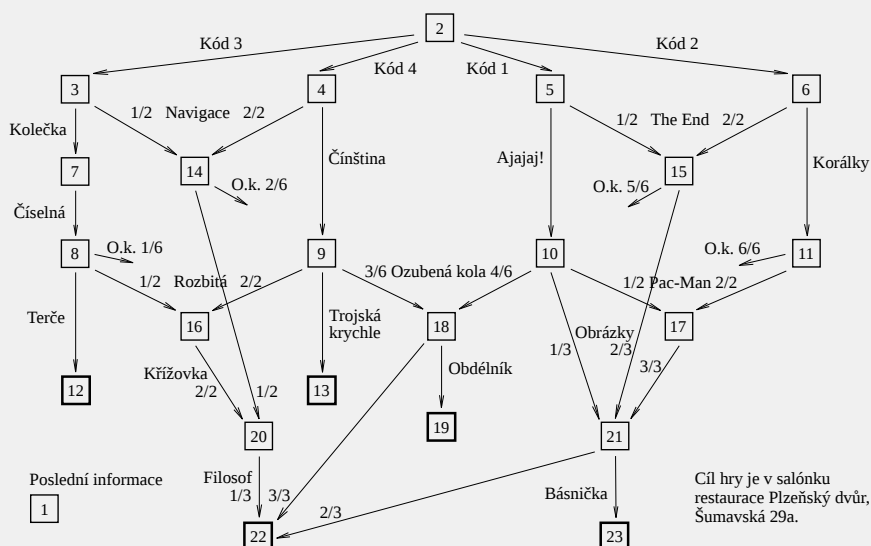 2
Kód 3
Kód 2
Kód 4
Kód 1
3
4
5
6
1/2 Navigace 2/2
1/2 The End 2/2
Kolečka
Čínština
Ajajaj!
Korálky
7
14
15
O.k. 2/6
O.k. 5/6
Číselná
8
O.k. 1/6
9
10
O.k. 6/6
11
1/2 Rozbitá 2/2
3/6 Ozubená kola 4/6
1/2 Pac-Man 2/2
Terče
16
Trojská
krychle
18
Obrázky
17
1/3
2/3
3/3
Křížovka
2/2
1/2
Obdélník
12
13
19
20
21
Poslední informace
1
Filosof
1/3
3/3
2/3
Básnička
Cíl hry je v salónku
restaurace Plzeňský dvůr,
Šumavská 29a.
22
23